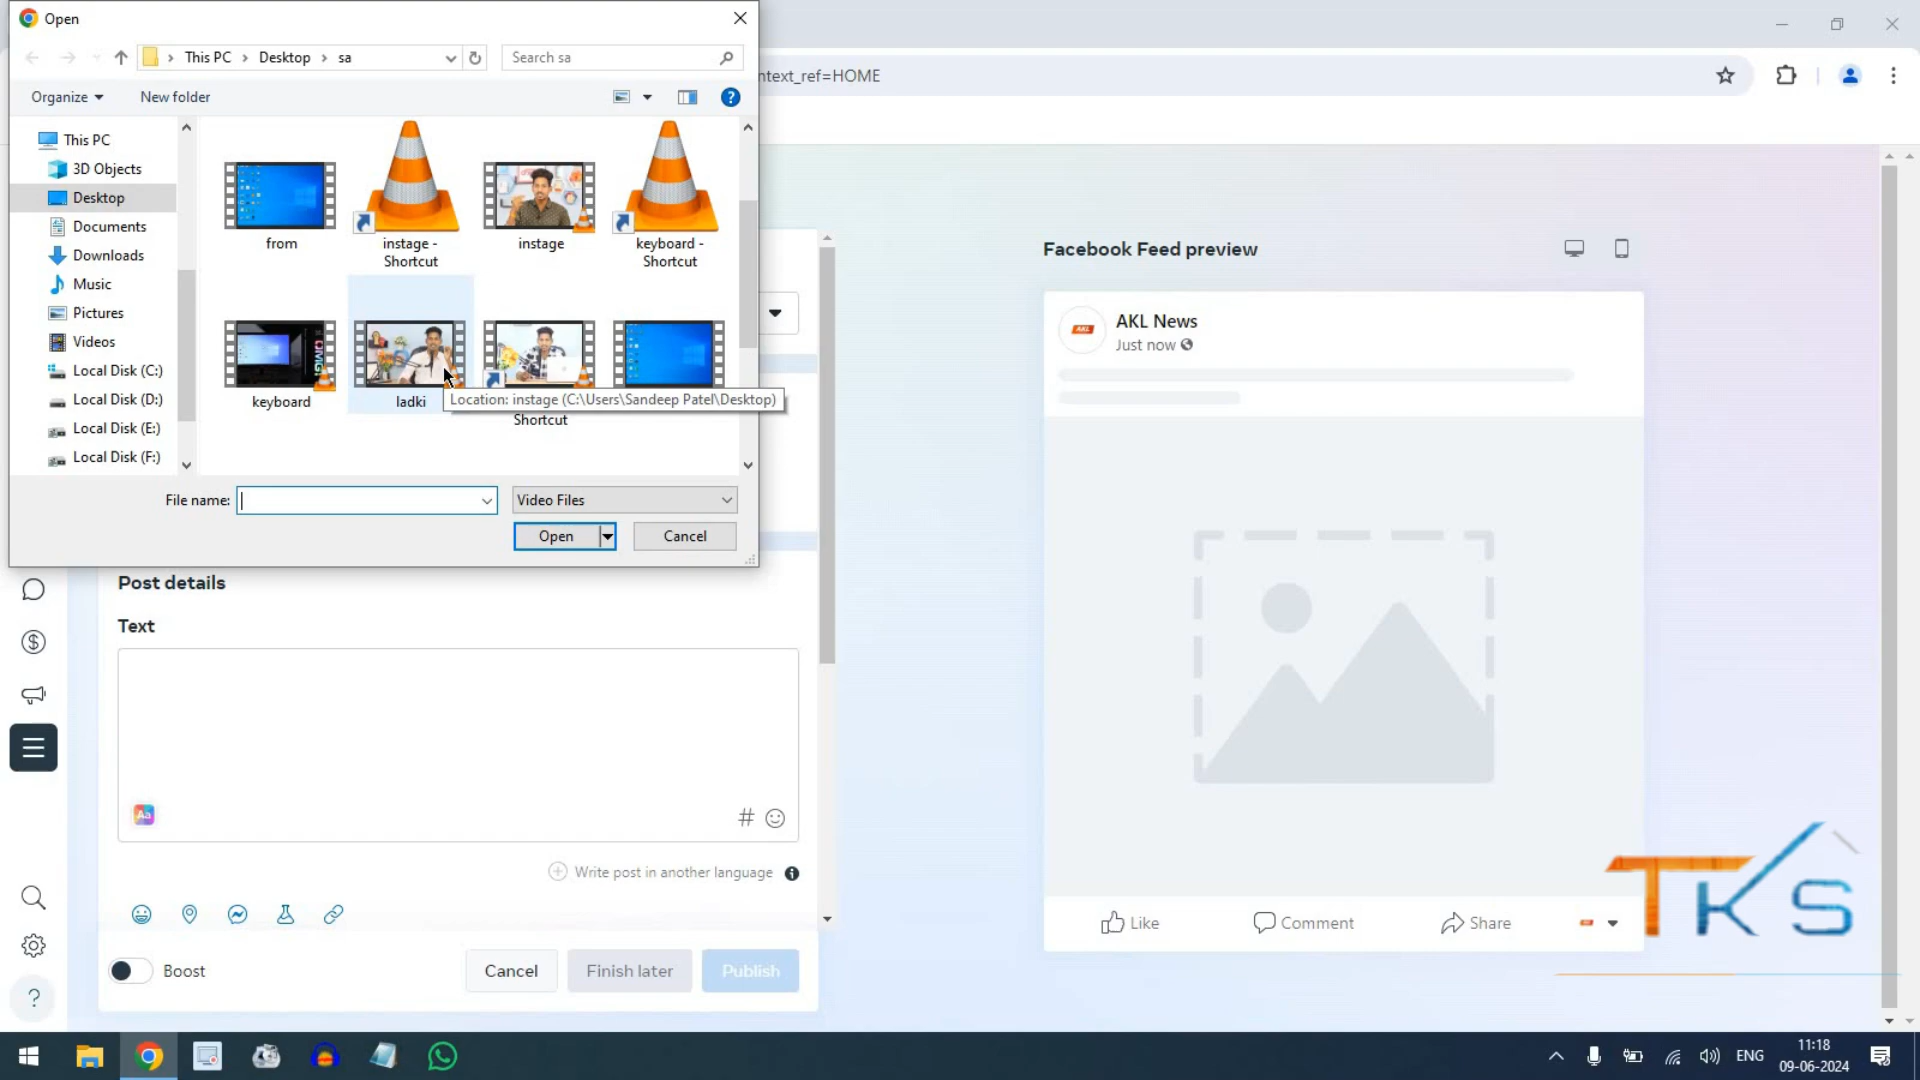 Open
This PC
Desktop
sa
Search sa
ntext_ref=HOME
Organize
New folder
This PC
3D Objects
Desktop
Documents
Downloads
Music
Pictures
Videos
Local Disk (C:)
Local Disk (D:)
Local Disk (E:)
Local Disk (F:)
from
instage -
Shortcut
instage
keyboard -
Shortcut
keyboard
ladki
Location: instage (C:\Users\Sandeep Patel\Desktop)
Shortcut
File name:
Video Files
Open
Cancel
Post details
Text
Aa
Write post in another language
Boost
Cancel
Finish later
Publish
Facebook Feed preview
AKL
AKL News
Just now
Like
Comment
Share
TKS
ENG
11:18
09-06-2024